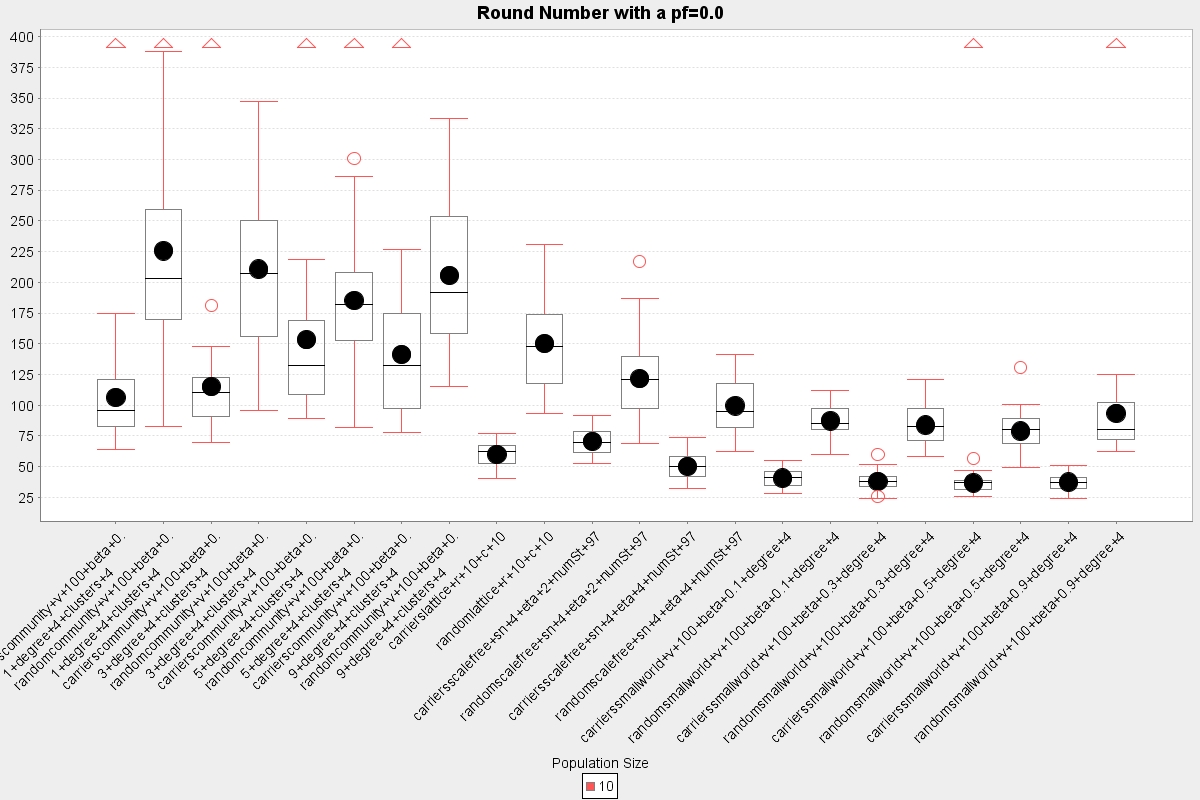 Round Number with a pf=0.0
400
375
350
325
300
275
250
225
200
175
150
125
100
75
50
25
scommunity+v+100+beta+0.
1+degree+4+clusters+4
randomcommunity+v+100+beta+0.
1+degree+4+clusters+4
carrierscommunity+v+100+beta+0.
3+degree+4+clusters+4
randomcommunity+v+100+beta+0.
3+degree+4+clusters+4
carrierscommunity+v+100+beta+0.
5+degree+4+clusters+4
randomcommunity+v+100+beta+0.
5+degree+4+clusters+4
carrierscommunity+v+100+beta+0.
9+degree+4+clusters+4
randomcommunity+v+100+beta+0.
9+degree+4+clusters+4
carrierslattice+r+10+c+10
randomlattice+r+10+c+10
carriersscalefree+sn+4+eta+2+numSt+97
randomscalefree+sn+4+eta+2+numSt+97
carriersscalefree+sn+4+eta+4+numSt+97
randomscalefree+sn+4+eta+4+numSt+97
carrierssmallworld+v+100+beta+0.1+degree+4
randomsmallworld+v+100+beta+0.1+degree+4
carrierssmallworld+v+100+beta+0.3+degree+4
randomsmallworld+v+100+beta+0.3+degree+4
carrierssmallworld+v+100+beta+0.5+degree+4
randomsmallworld+v+100+beta+0.5+degree+4
carrierssmallworld+v+100+beta+0.9+degree+4
randomsmallworld+v+100+beta+0.9+degree+4
Population Size
10